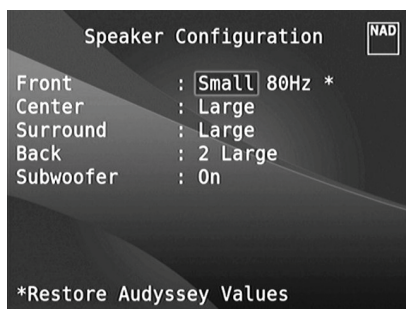 Speaker Configuration
NAD
Front : Small 80Hz *
Center : Large
Surround : Large
Back : 2 Large
Subwoofer : On
*Restore Audyssey Values